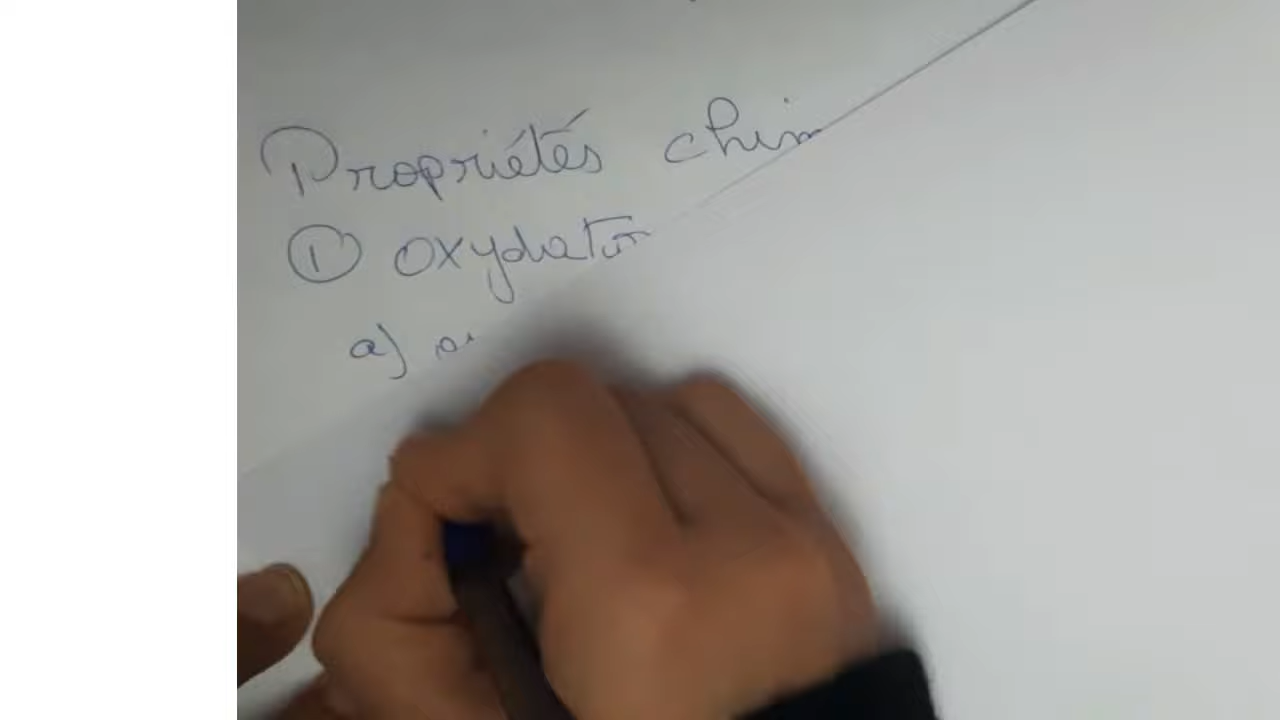 Propriétés chim
① oxydation
a)